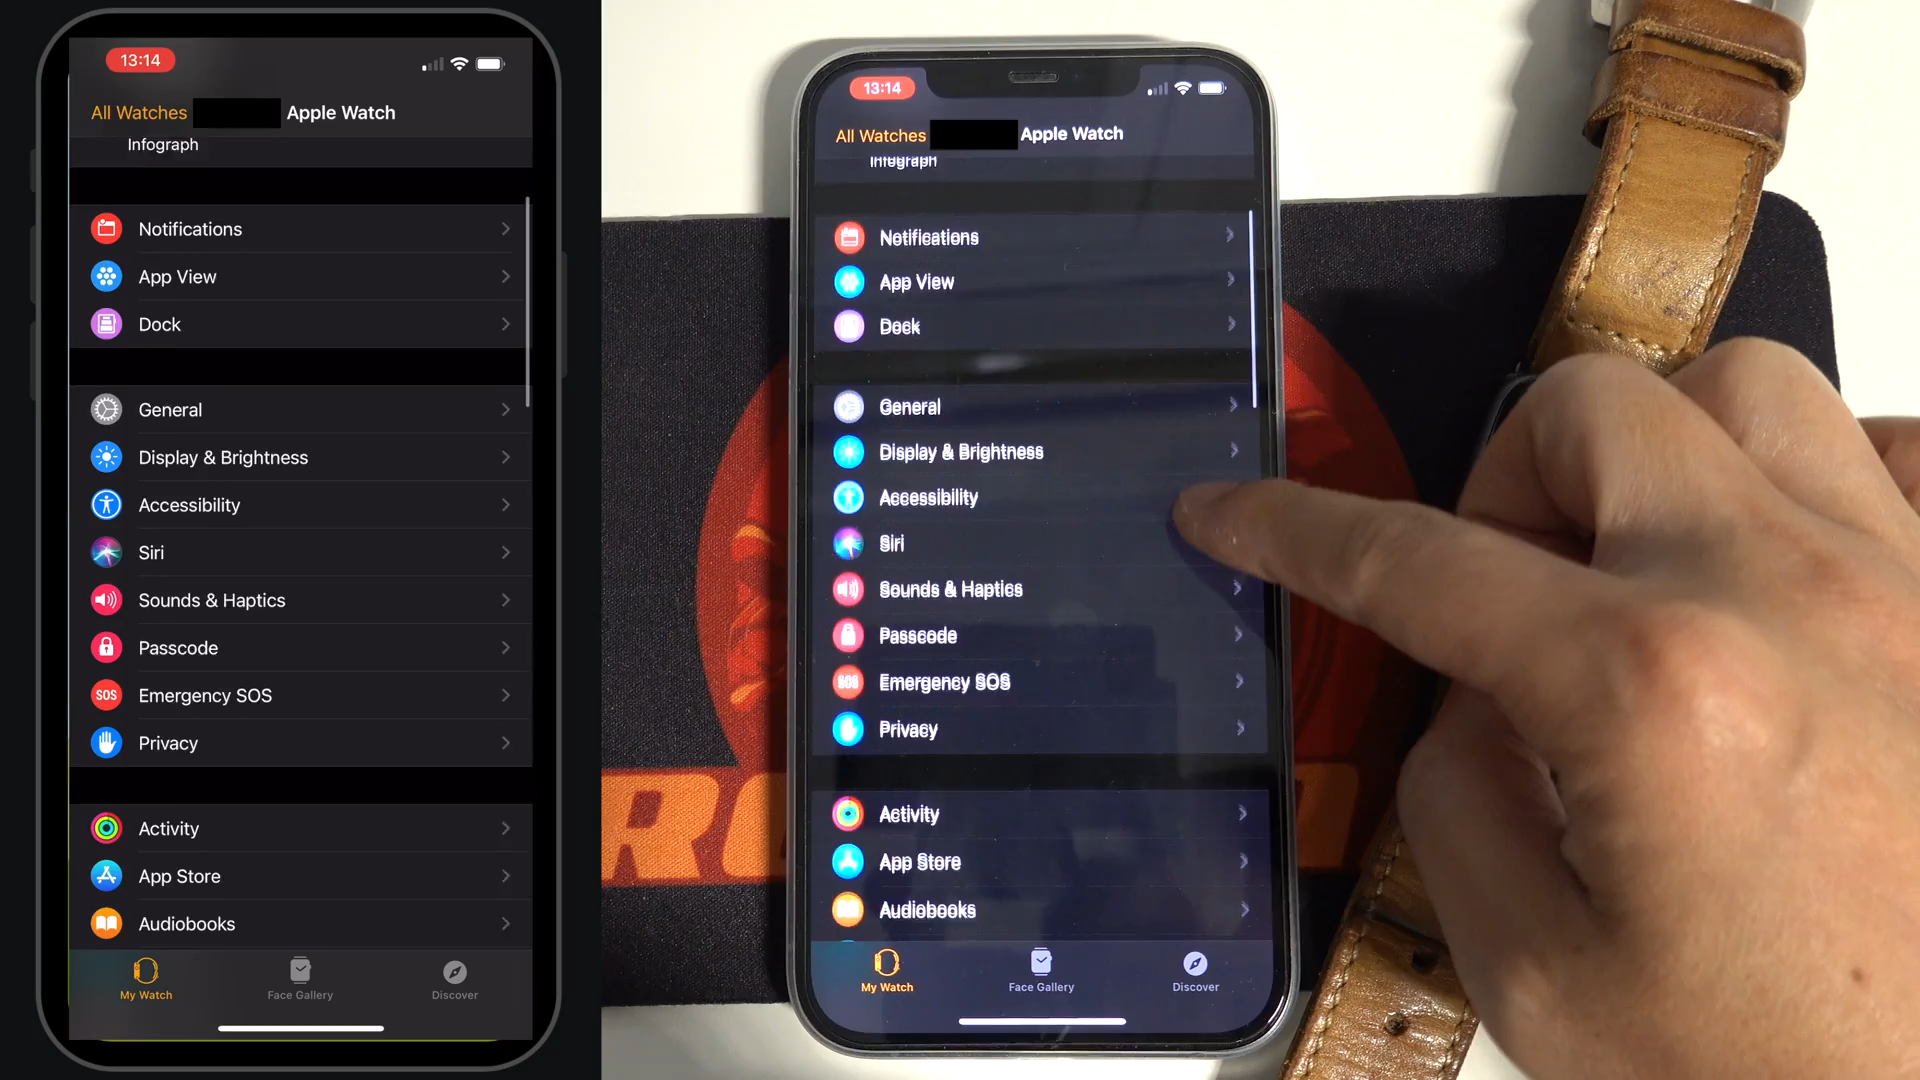 13:14
All Watches Apple Watch
Infograph
Notifications
App View
Dock
General
Display & Brightness
Accessibility
Siri
Sounds & Haptics
Passcode
SOS Emergency SOS
Privacy
Activity
App Store
Audiobooks
My Watch Face Gallery Discover
13:14
All Watches Apple Watch
Infograph
Notifications
App View
Dock
General
Display & Brightness
Accessibility
Siri
Sounds & Haptics
Passcode
SOS Emergency SOS
Privacy
Activity
App Store
Audiobooks
My Watch Face Gallery Discover